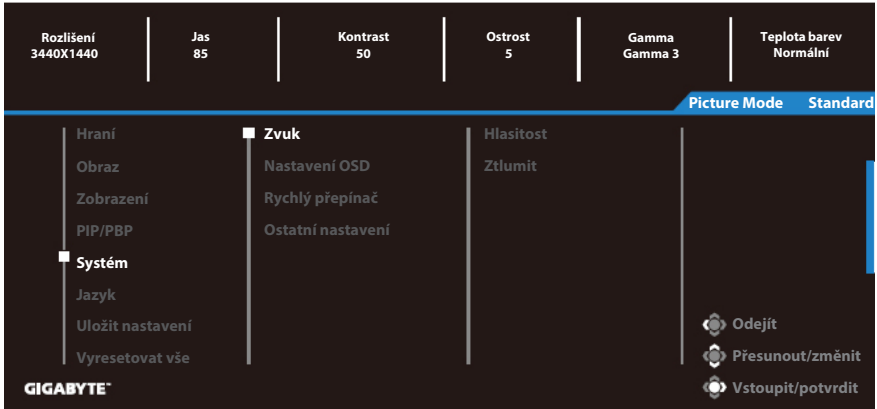 Rozlišení
3440X1440
Jas
85
Kontrast
50
Ostrost
5
Gamma
Gamma 3
Teplota barev
Normální
Picture Mode Standard
Hraní
Obraz
Zobrazení
PIP/PBP
Systém
Jazyk
Uložit nastavení
Vyresetovat vše
Zvuk
Nastavení OSD
Rychlý přepínač
Ostatní nastavení
Hlasitost
Ztlumit
Odejít
Přesunout/změnit
Vstoupit/potvrdit
GIGABYTE™